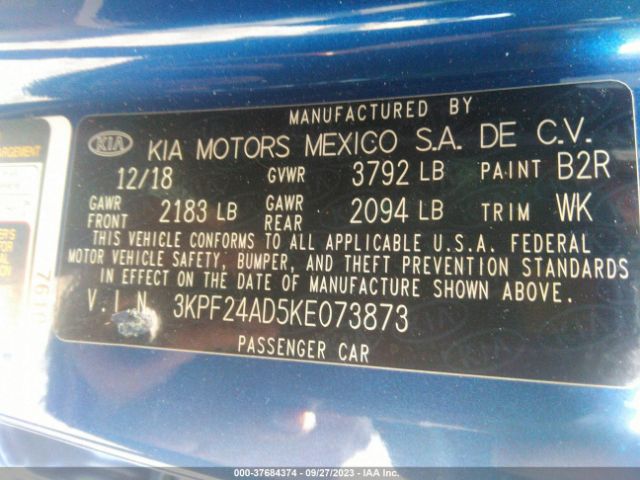 MANUFACTURED BY
KIA KIA MOTORS MEXICO S.A. DE C.V.
12/18 GVWR 3792 LB PAINT B2R
GAWR FRONT 2183 LB GAWR REAR 2094 LB TRIM WK
THIS VEHICLE CONFORMS TO ALL APPLICABLE U.S.A. FEDERAL
MOTOR VEHICLE SAFETY, BUMPER, AND THEFT PREVENTION STANDARDS
IN EFFECT ON THE DATE OF MANUFACTURE SHOWN ABOVE.
V.I.N. 3KPF24AD5KE073873
PASSENGER CAR
000-37684374 | 09/27/2023 | IAA Inc.